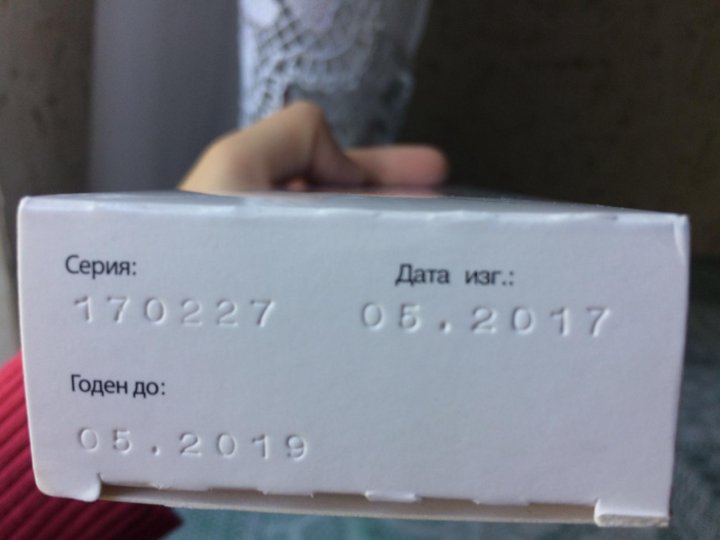 Серия: Дата изг.:
170227 05.2017
Годен до:
05.2019